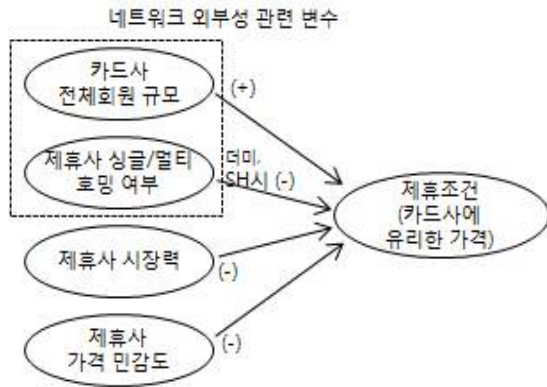 네트워크 외부성 관련 변수
카드사
전체회원 규모
(+)
제휴사 싱글/멀티
호밍 여부
더미,
SH시 (-)
제휴조건
(카드사에
유리한 가격)
제휴사 시장력
(-)
제휴사
가격 민감도
(-)